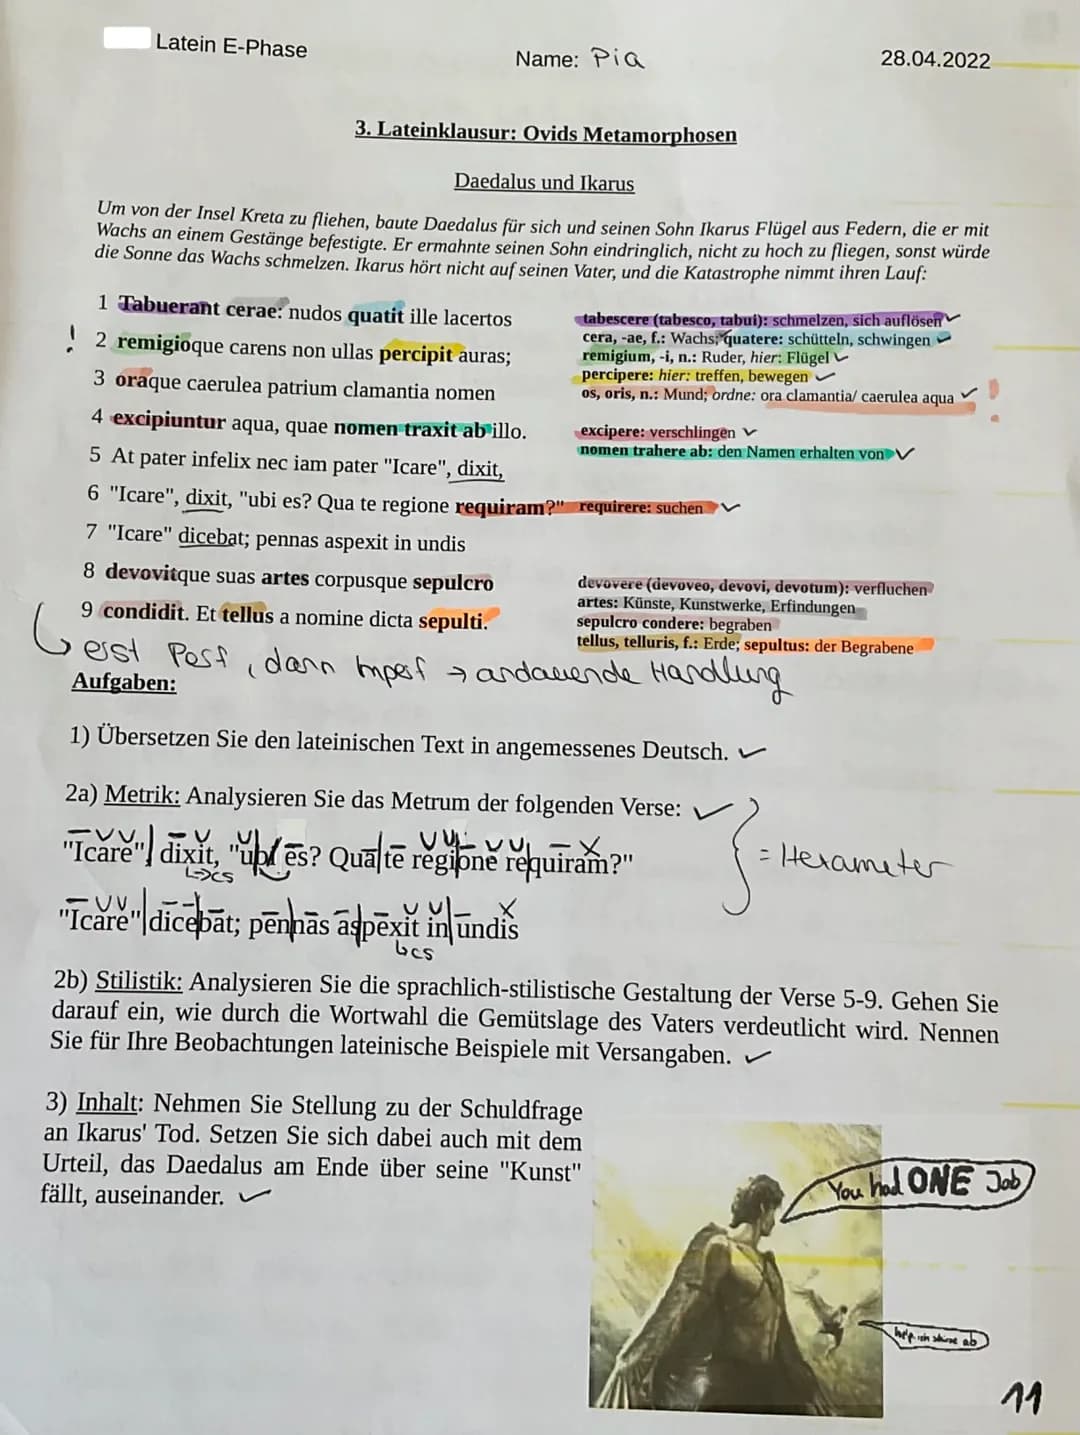 Latein E-Phase
Name: Pia
28.04.2022
3. Lateinklausur: Ovids Metamorphosen
Daedalus und Ikarus
Um von der Insel Kreta zu fliehen, baute Daedalus für sich und seinen Sohn Ikarus Flügel aus Federn, die er mit
Wachs an einem Gestänge befestigte. Er ermahnte seinen Sohn eindringlich, nicht zu hoch zu fliegen, sonst würde
die Sonne das Wachs schmelzen. Ikarus hört nicht auf seinen Vater, und die Katastrophe nimmt ihren Lauf:
1 Tabuerant cerae: nudos quatit ille lacertos
! 2 remigioque carens non ullas percipit auras;
3 oraque caerulea patrium clamantia nomen
4 excipiuntur aqua, quae nomen traxit ab illo.
5 At pater infelix nec iam pater "Icare", dixit,
6 "Icare", dixit, "ubi es? Qua te regione requiram?"
7 "Icare" dicebat; pennas aspexit in undis
8 devovitque suas artes corpusque sepulcro
9 condidit. Et tellus a nomine dicta sepulti.
tabescere (tabesco, tabui): schmelzen, sich auflösen ✓
cera, -ae, f.: Wachs; quatere: schütteln, schwingen ✓
remigium, -i, n.: Ruder, hier: Flügel ✓
percipere: hier: treffen, bewegen ✓
os, oris, n.: Mund; ordne: ora clamantia/ caerulea aqua ✓ !
excipere: verschlingen ✓
nomen trahere ab: den Namen erhalten von ✓
requirere: suchen ✓
devovere (devoveo, devovi, devotum): verfluchen
artes: Künste, Kunstwerke, Erfindungen
sepulcro condere: begraben
tellus, telluris, f.: Erde; sepultus: der Begrabene
↳ erst Perf, dann Imperf → andauernde Handlung
Aufgaben:
1) Übersetzen Sie den lateinischen Text in angemessenes Deutsch. ✓
2a) Metrik: Analysieren Sie das Metrum der folgenden Verse: ✓
"Icare", dixit, "ubi es? Qua te regione requiram?"
↳cs
= Hexameter
"Icare" dicebat; pennas aspexit in undis
↳cs
2b) Stilistik: Analysieren Sie die sprachlich-stilistische Gestaltung der Verse 5-9. Gehen Sie
darauf ein, wie durch die Wortwahl die Gemütslage des Vaters verdeutlicht wird. Nennen
Sie für Ihre Beobachtungen lateinische Beispiele mit Versangaben. ✓
3) Inhalt: Nehmen Sie Stellung zu der Schuldfrage
an Ikarus' Tod. Setzen Sie sich dabei auch mit dem
Urteil, das Daedalus am Ende über seine "Kunst"
fällt, auseinander. ✓
You had ONE Job
help ich stürze ab
11